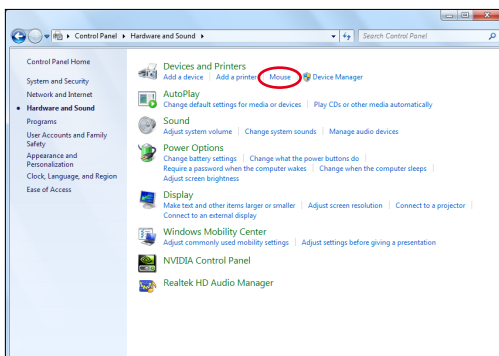 Control Panel Hardware and Sound
Search Control Panel
Control Panel Home
System and Security
Network and Internet
Hardware and Sound
Programs
User Accounts and Family
Safety
Appearance and
Personalization
Clock, Language, and Region
Ease of Access
Devices and Printers
Add a device Add a printer Mouse Device Manager
AutoPlay
Change default settings for media or devices Play CDs or other media automatically
Sound
Adjust system volume Change system sounds Manage audio devices
Power Options
Change battery settings Change what the power buttons do
Require a password when the computer wakes Change when the computer sleeps
Adjust screen brightness
Display
Make text and other items larger or smaller Adjust screen resolution Connect to a projector
Connect to an external display
Windows Mobility Center
Adjust commonly used mobility settings Adjust settings before giving a presentation
NVIDIA Control Panel
Realtek HD Audio Manager